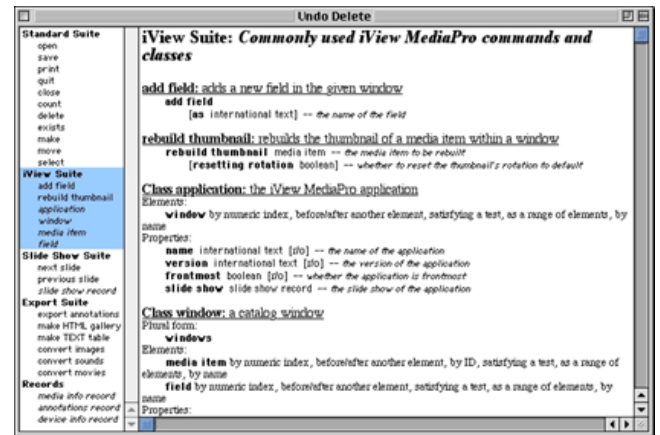 Undo Delete
Standard Suite
open
save
print
quit
close
count
delete
exists
make
move
select
iView Suite
add field
rebuild thumbnail
application
window
media item
field
Slide Show Suite
next slide
previous slide
slide show record
Export Suite
export annotations
make HTML gallery
make TEXT table
convert images
convert sounds
convert movies
Records
media info record
annotations record
device info record
iView Suite: Commonly used iView MediaPro commands and
classes
add field: adds a new field in the given window
add field
[as international text] -- the name of the field
rebuild thumbnail: rebuilds the thumbnail of a media item within a window
rebuild thumbnail media item -- the media item to be rebuilt
[resetting rotation boolean] -- whether to reset the thumbnail's rotation to default
Class application: the iView MediaPro application
Elements:
window by numeric index, before/after another element, satisfying a test, as a range of elements, by
name
Properties:
name international text [r/o] -- the name of the application
version international text [r/o] -- the version of the application
frontmost boolean [r/o] -- whether the application is frontmost
slide show slide show record -- the slide show of the application
Class window: a catalog window
Plural form:
windows
Elements:
media item by numeric index, before/after another element, by ID, satisfying a test, as a range of
elements, by name
field by numeric index, before/after another element, satisfying a test, as a range of elements, by
name
Properties: